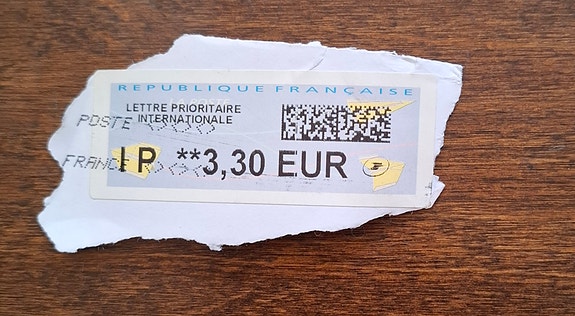 REPUBLIQUE FRANÇAISE
LETTRE PRIORITAIRE
INTERNATIONALE
POSTE
FRANCE
IP **3,30 EUR